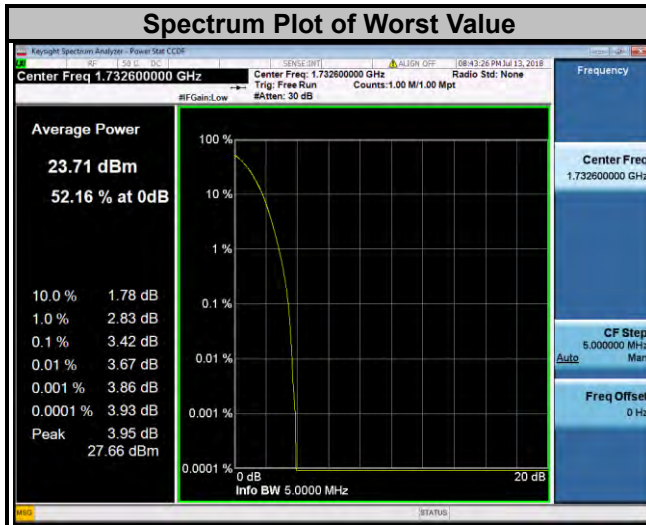 Spectrum Plot of Worst Value
Keysight Spectrum Analyzer - Power Stat CCDF
RF 50 Ω DC SENSE:INT ALIGN OFF 08:43:26 PM Jul 13, 2018
Center Freq 1.732600000 GHz
Center Freq: 1.732600000 GHz Radio Std: None
Trig: Free Run Counts:1.00 M/1.00 Mpt
#IFGain:Low #Atten: 30 dB
Frequency
Average Power
23.71 dBm
52.16 % at 0dB
10.0 % 1.78 dB
1.0 % 2.83 dB
0.1 % 3.42 dB
0.01 % 3.67 dB
0.001 % 3.86 dB
0.0001 % 3.93 dB
Peak 3.95 dB
27.66 dBm
100 %
10 %
1 %
0.1 %
0.01 %
0.001 %
0.0001 %
0 dB 20 dB
Info BW 5.0000 MHz
Center Freq
1.732600000 GHz
CF Step
5.000000 MHz
Auto Man
Freq Offset
0 Hz
MSG STATUS